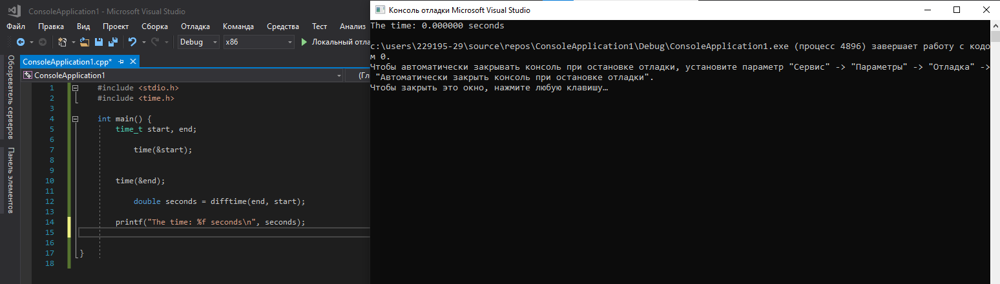 ConsoleApplication1 - Microsoft Visual Studio
Файл Правка Вид Проект Сборка Отладка Команда Средства Тест Анализ
Debug x86 Локальный отла
Обозреватель серверов
Панель элементов
ConsoleApplication1.cpp*
ConsoleApplication1 (Гл
1 #include <stdio.h>
2 #include <time.h>
3
4 int main() {
5 time_t start, end;
6
7 time(&start);
8
9
10 time(&end);
11
12 double seconds = difftime(end, start);
13
14 printf("The time: %f seconds\n", seconds);
15
16
17 }
18
Консоль отладки Microsoft Visual Studio
The time: 0.000000 seconds
c:\users\229195-29\source\repos\ConsoleApplication1\Debug\ConsoleApplication1.exe (процесс 4896) завершает работу с кодо
м 0.
Чтобы автоматически закрывать консоль при остановке отладки, установите параметр "Сервис" -> "Параметры" -> "Отладка" ->
"Автоматически закрыть консоль при остановке отладки".
Чтобы закрыть это окно, нажмите любую клавишу…